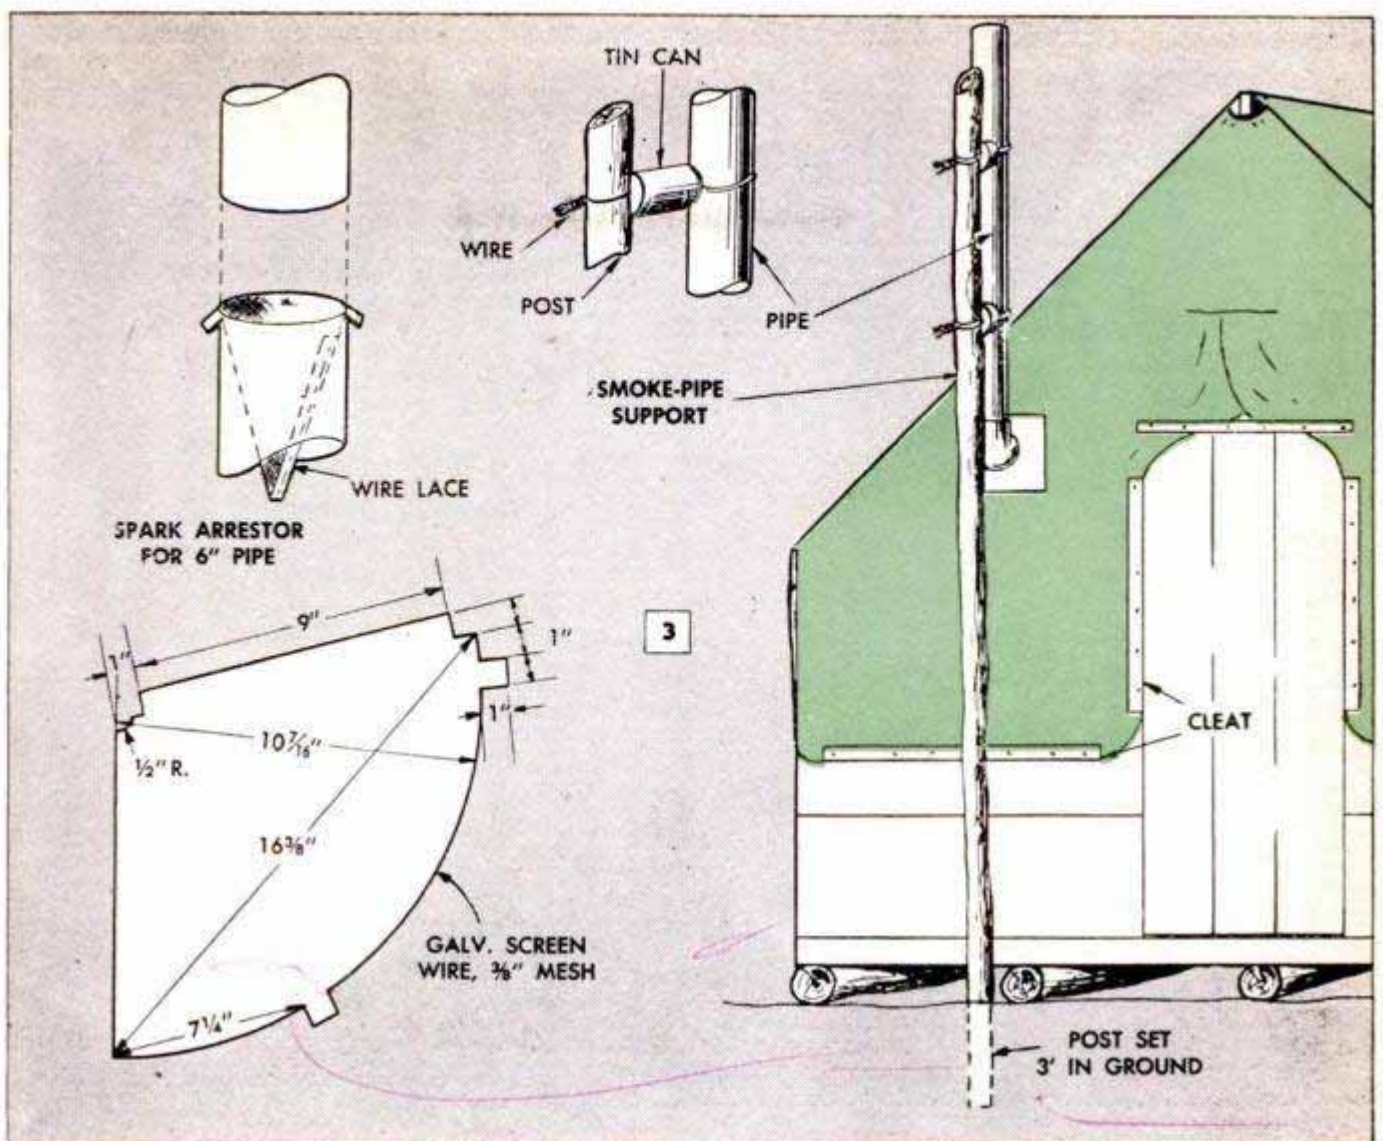 TIN CAN
WIRE
POST
PIPE
SMOKE-PIPE
SUPPORT
WIRE LACE
SPARK ARRESTOR
FOR 6" PIPE
9"
1"
1"
3
1"
10 7/16"
½" R.
CLEAT
16⅜"
GALV. SCREEN
WIRE, ⅜" MESH
7¼"
POST SET
3' IN GROUND